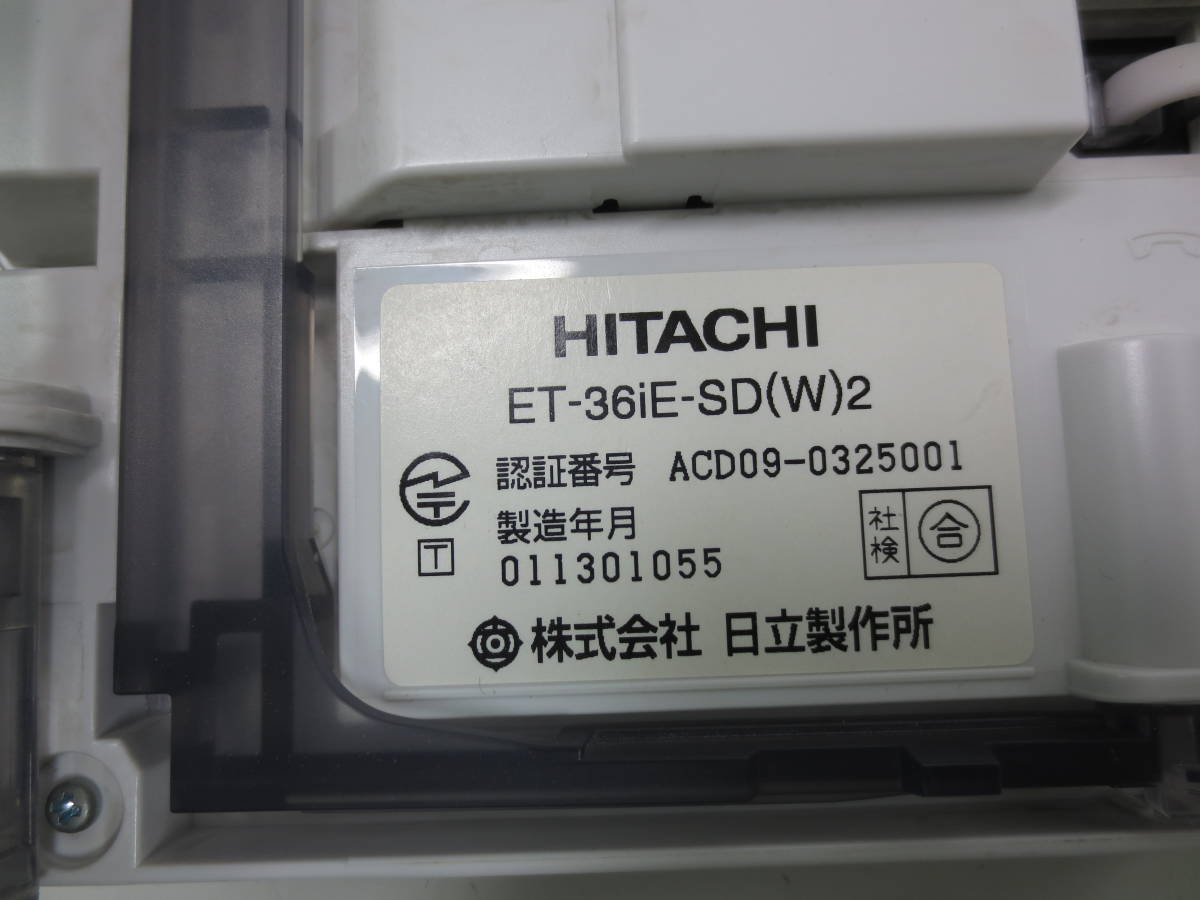 HITACHI
ET-36iE-SD(W)2
認証番号 ACD09-0325001
製造年月
T
011301055
社検 合
株式会社 日立製作所